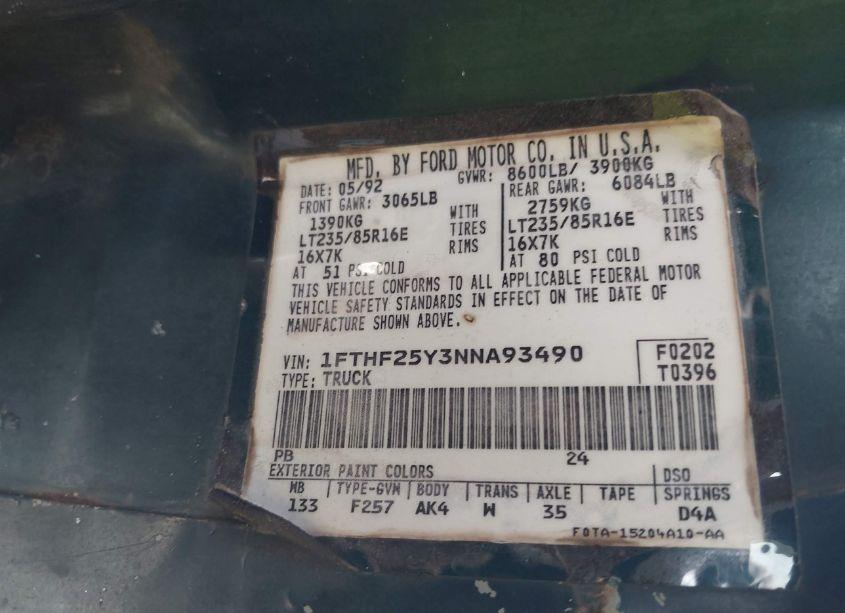 MFD. BY FORD MOTOR CO. IN U.S.A.
DATE: 05/92 GVWR: 8600LB/ 3900KG
FRONT GAWR: 3065LB REAR GAWR: 6084LB
1390KG WITH 2759KG WITH
LT235/85R16E TIRES LT235/85R16E TIRES
16X7K RIMS 16X7K RIMS
AT 51 PSI COLD AT 80 PSI COLD
THIS VEHICLE CONFORMS TO ALL APPLICABLE FEDERAL MOTOR
VEHICLE SAFETY STANDARDS IN EFFECT ON THE DATE OF
MANUFACTURE SHOWN ABOVE.
VIN: 1FTHF25Y3NNA93490 F0202
TYPE: TRUCK T0396
PB 24
EXTERIOR PAINT COLORS DSO
WB TYPE-GVM BODY TRANS AXLE TAPE SPRINGS
133 F257 AK4 W 35 D4A
F0TA-15204A10-AA